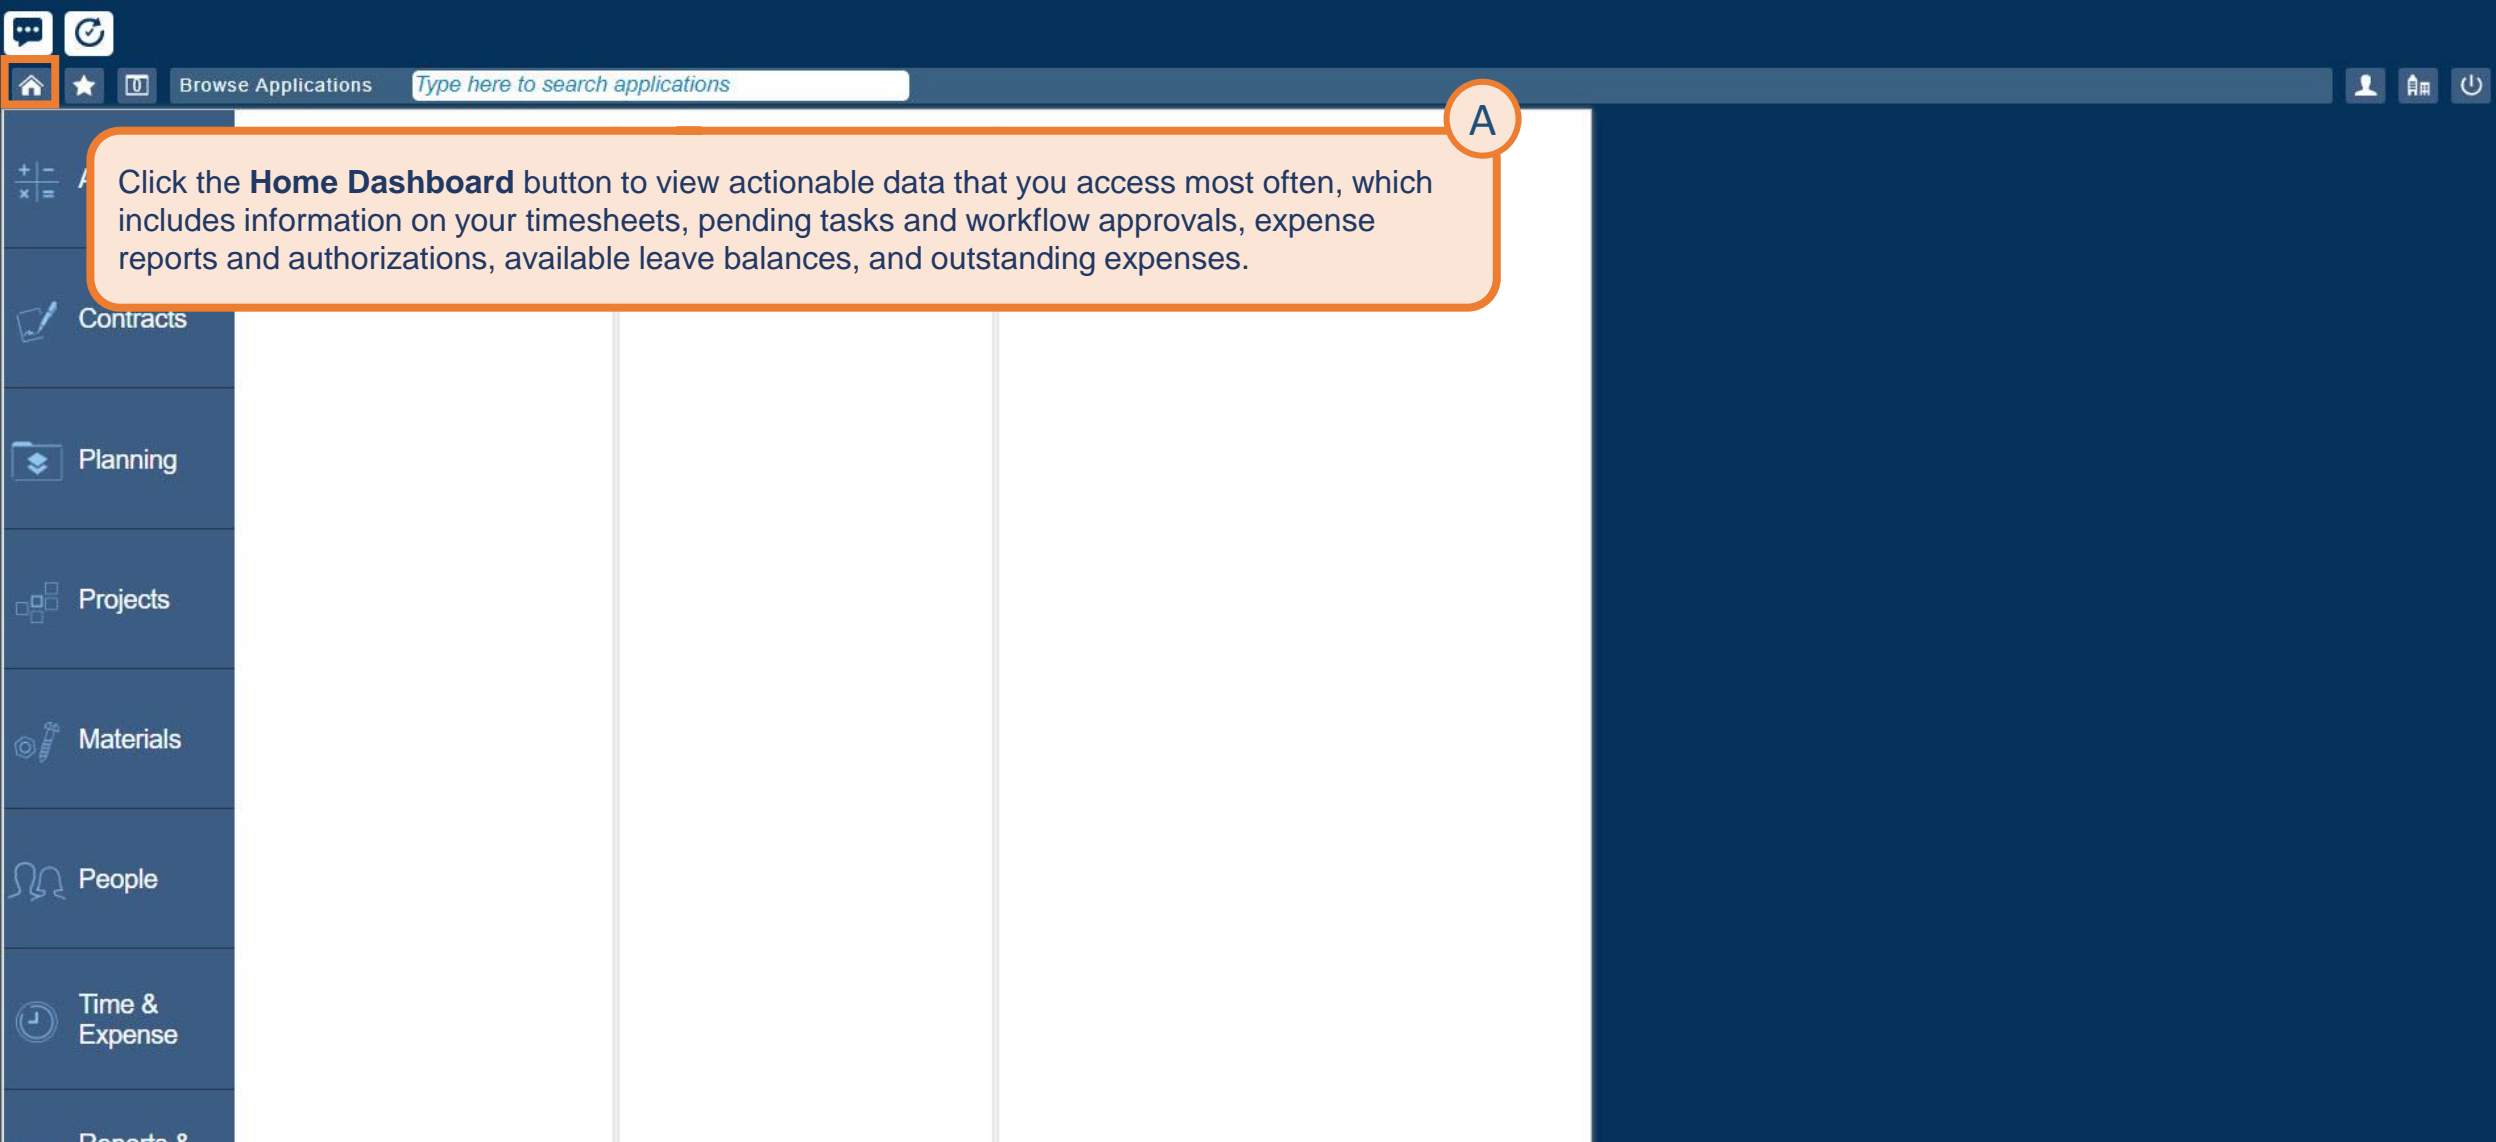 Browse Applications
Type here to search applications
A
Click the Home Dashboard button to view actionable data that you access most often, which
includes information on your timesheets, pending tasks and workflow approvals, expense
reports and authorizations, available leave balances, and outstanding expenses.
Contracts
Planning
Projects
Materials
People
Time &
Expense
Reports &